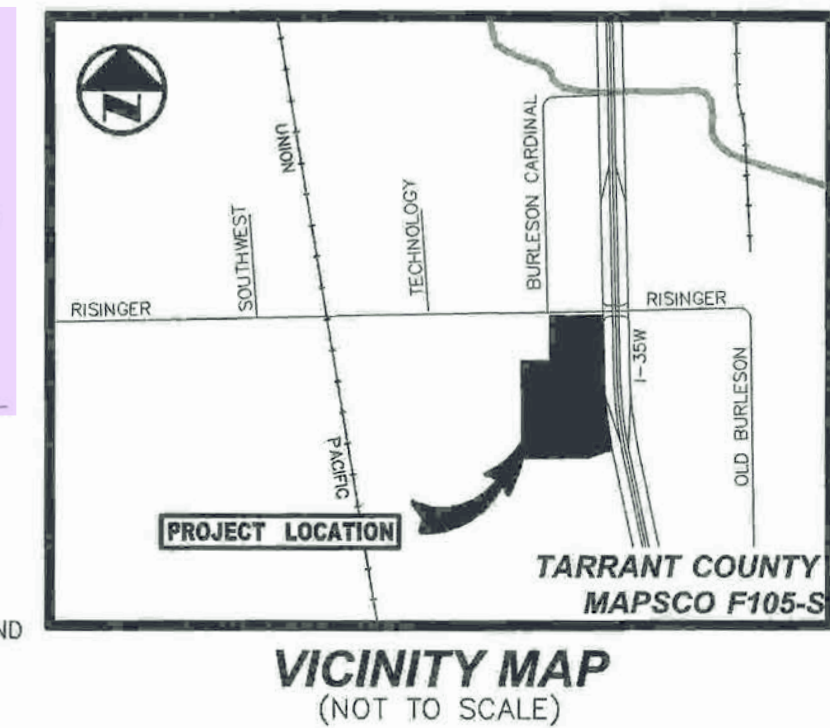 N
UNION
SOUTHWEST
TECHNOLOGY
BURLESON CARDINAL
RISINGER
RISINGER
I-35W
OLD BURLESON
PACIFIC
PROJECT LOCATION
TARRANT COUNTY
MAPSCO F105-S
ND
VICINITY MAP
(NOT TO SCALE)